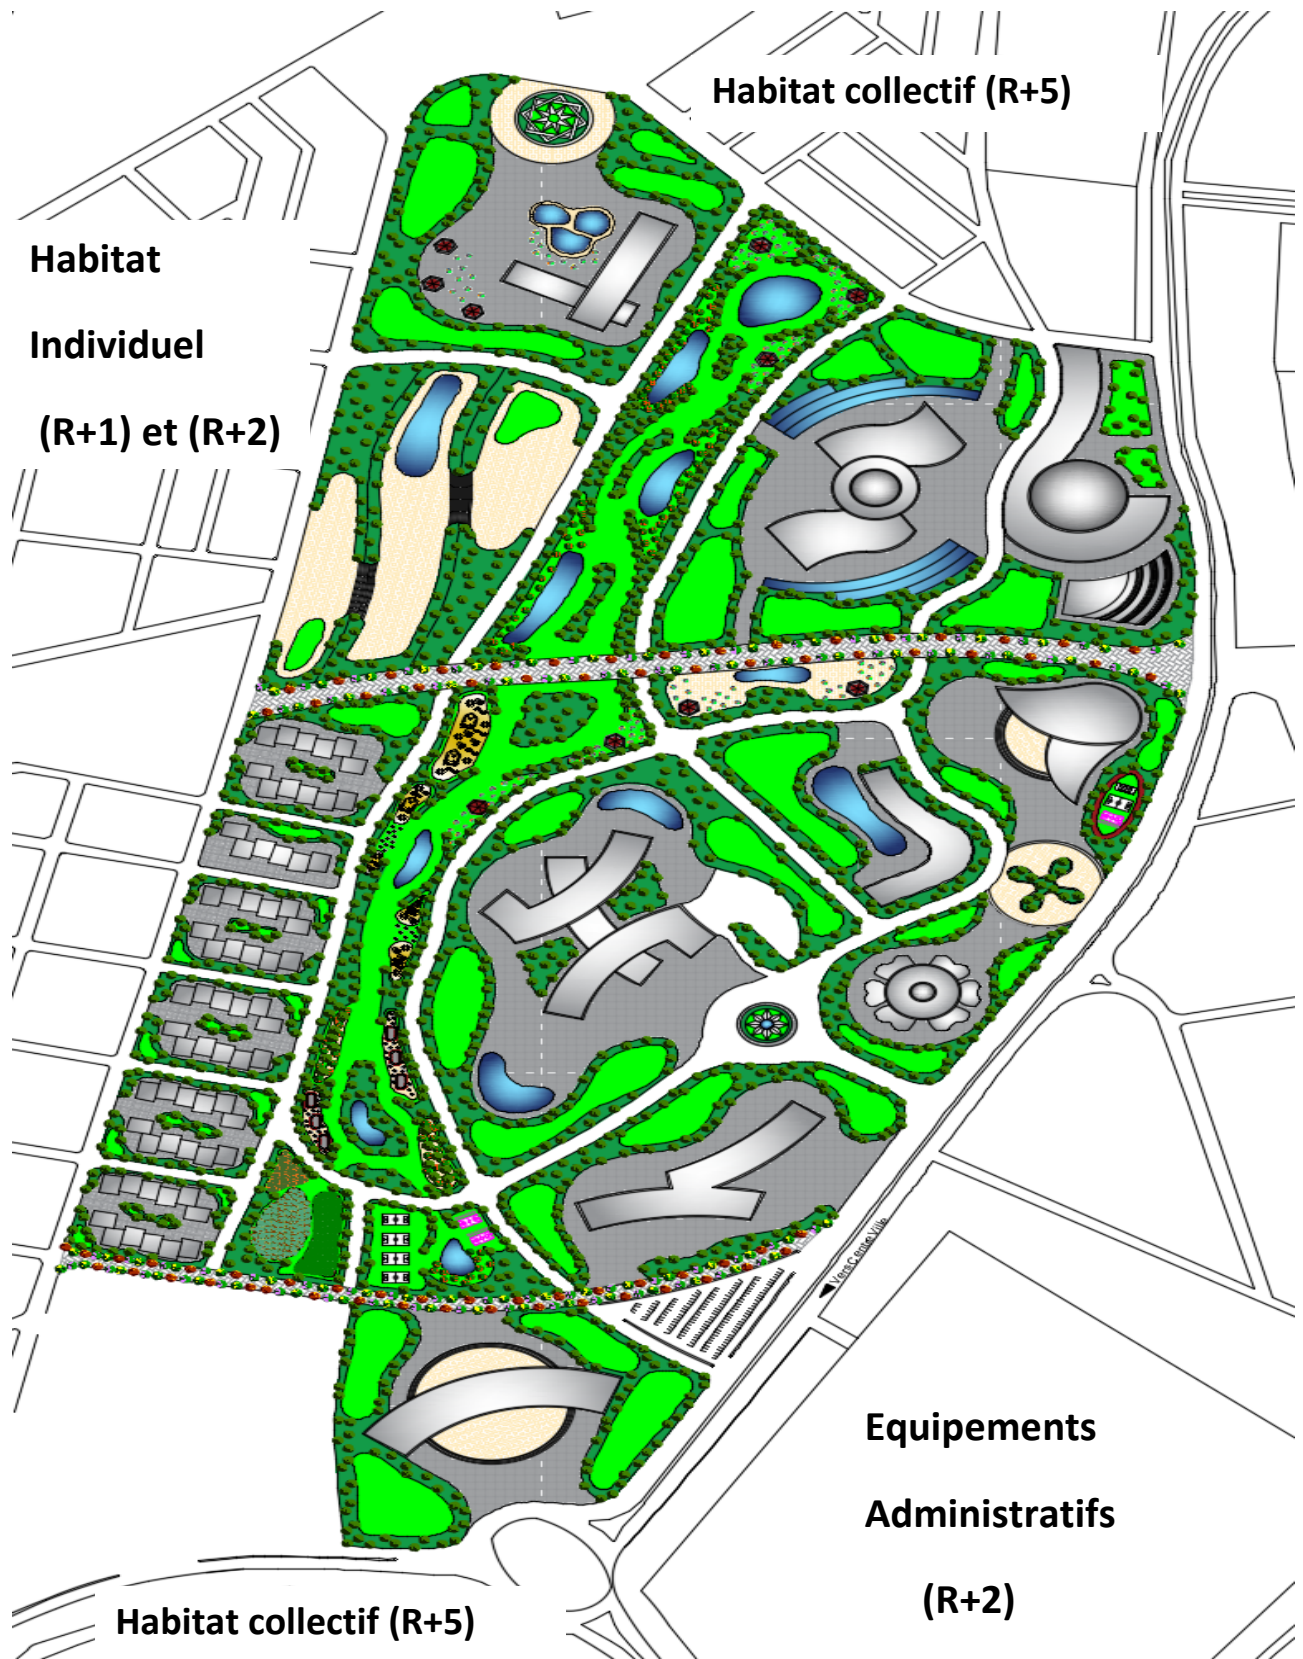 Habitat collectif (R+5)
Habitat
Individuel
(R+1) et (R+2)
Vers Centre Ville
Equipements
Administratifs
(R+2)
Habitat collectif (R+5)